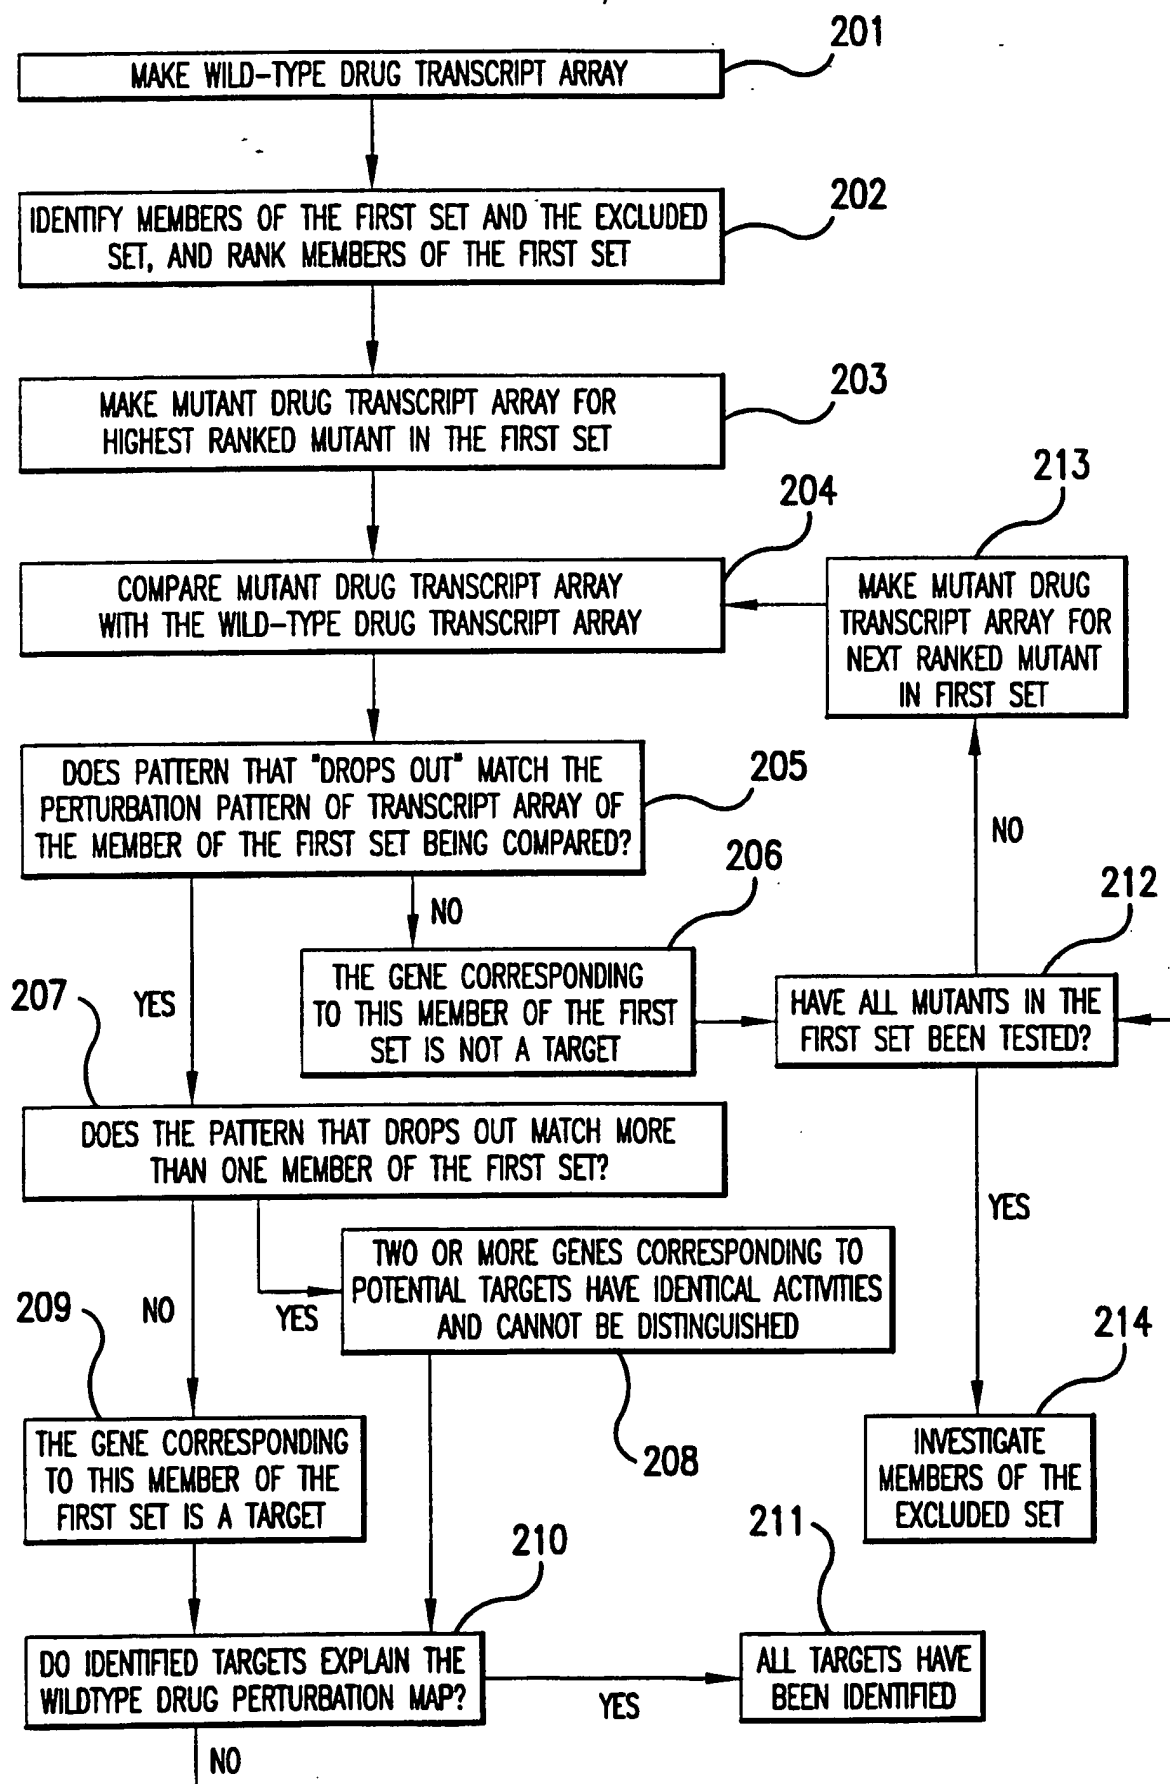 201
MAKE WILD-TYPE DRUG TRANSCRIPT ARRAY
202
IDENTIFY MEMBERS OF THE FIRST SET AND THE EXCLUDED
SET, AND RANK MEMBERS OF THE FIRST SET
203
MAKE MUTANT DRUG TRANSCRIPT ARRAY FOR
HIGHEST RANKED MUTANT IN THE FIRST SET
204
COMPARE MUTANT DRUG TRANSCRIPT ARRAY
WITH THE WILD-TYPE DRUG TRANSCRIPT ARRAY
213
MAKE MUTANT DRUG
TRANSCRIPT ARRAY FOR
NEXT RANKED MUTANT
IN FIRST SET
205
DOES PATTERN THAT "DROPS OUT" MATCH THE
PERTURBATION PATTERN OF TRANSCRIPT ARRAY OF
THE MEMBER OF THE FIRST SET BEING COMPARED?
NO
206
NO
212
THE GENE CORRESPONDING
TO THIS MEMBER OF THE FIRST
SET IS NOT A TARGET
HAVE ALL MUTANTS IN THE
FIRST SET BEEN TESTED?
207
YES
DOES THE PATTERN THAT DROPS OUT MATCH MORE
THAN ONE MEMBER OF THE FIRST SET?
YES
TWO OR MORE GENES CORRESPONDING TO
POTENTIAL TARGETS HAVE IDENTICAL ACTIVITIES
AND CANNOT BE DISTINGUISHED
209
NO
YES
208
214
THE GENE CORRESPONDING
TO THIS MEMBER OF THE
FIRST SET IS A TARGET
INVESTIGATE
MEMBERS OF THE
EXCLUDED SET
210
211
DO IDENTIFIED TARGETS EXPLAIN THE
WILDTYPE DRUG PERTURBATION MAP?
YES
ALL TARGETS HAVE
BEEN IDENTIFIED
NO